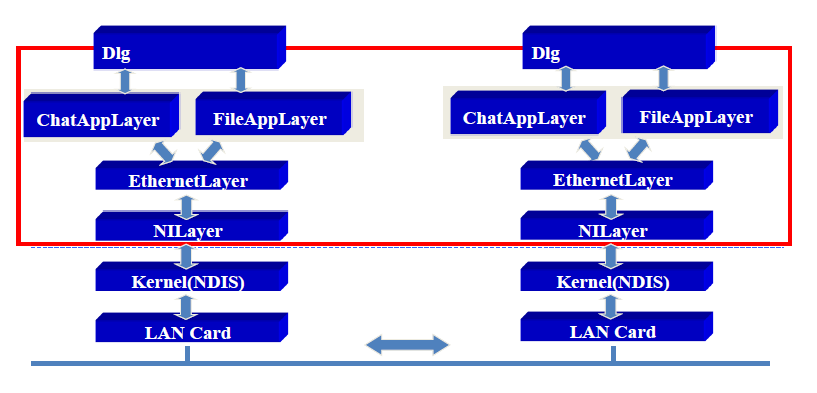 Dlg
Dlg
ChatAppLayer
FileAppLayer
ChatAppLayer
FileAppLayer
EthernetLayer
EthernetLayer
NILayer
NILayer
Kernel(NDIS)
Kernel(NDIS)
LAN Card
LAN Card